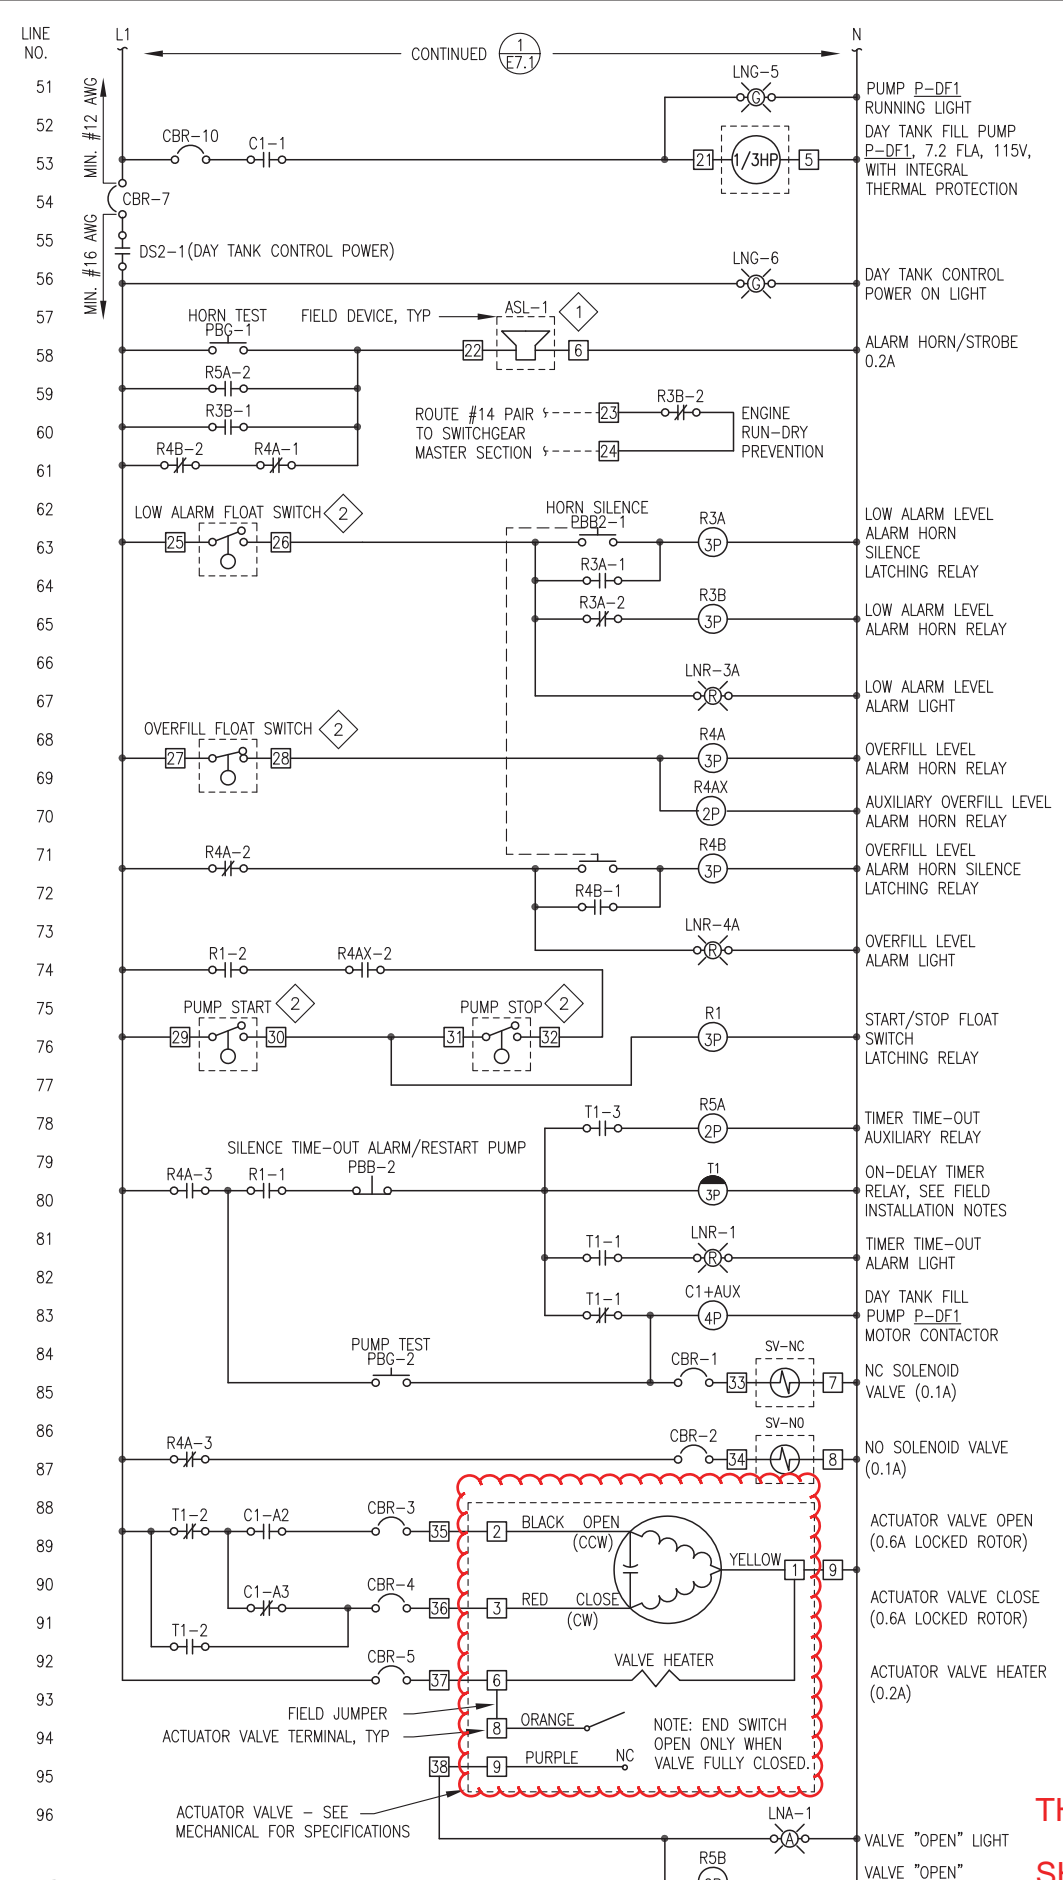 LINE NO.
L1
CONTINUED
1
E7.1
N
51
LNG-5
G
PUMP P-DF1
RUNNING LIGHT
MIN. #12 AWG
52
CBR-10
C1-1
53
21
1/3HP
5
DAY TANK FILL PUMP
P-DF1, 7.2 FLA, 115V,
WITH INTEGRAL
THERMAL PROTECTION
54
CBR-7
55
MIN. #16 AWG
DS2-1(DAY TANK CONTROL POWER)
56
LNG-6
G
DAY TANK CONTROL
POWER ON LIGHT
57
HORN TEST
PBG-1
FIELD DEVICE, TYP
ASL-1
1
58
22
6
ALARM HORN/STROBE
0.2A
R5A-2
59
R3B-1
ROUTE #14 PAIR
TO SWITCHGEAR
MASTER SECTION
23
24
R3B-2
ENGINE
RUN-DRY
PREVENTION
60
R4B-2
R4A-1
61
62
LOW ALARM FLOAT SWITCH
2
HORN SILENCE
PBB2-1
R3A
63
25
26
3P
LOW ALARM LEVEL
ALARM HORN
SILENCE
LATCHING RELAY
64
R3A-1
65
R3A-2
R3B
3P
LOW ALARM LEVEL
ALARM HORN RELAY
66
67
LNR-3A
R
LOW ALARM LEVEL
ALARM LIGHT
68
OVERFILL FLOAT SWITCH
2
R4A
27
28
3P
OVERFILL LEVEL
ALARM HORN RELAY
69
70
R4AX
2P
AUXILIARY OVERFILL LEVEL
ALARM HORN RELAY
71
R4A-2
R4B
3P
OVERFILL LEVEL
ALARM HORN SILENCE
LATCHING RELAY
72
R4B-1
73
LNR-4A
R
OVERFILL LEVEL
ALARM LIGHT
74
R1-2
R4AX-2
75
PUMP START
2
PUMP STOP
2
R1
76
29
30
31
32
3P
START/STOP FLOAT
SWITCH
LATCHING RELAY
77
78
T1-3
R5A
2P
TIMER TIME-OUT
AUXILIARY RELAY
79
SILENCE TIME-OUT ALARM/RESTART PUMP
80
R4A-3
R1-1
PBB-2
T1
3P
ON-DELAY TIMER
RELAY, SEE FIELD
INSTALLATION NOTES
81
T1-1
LNR-1
R
TIMER TIME-OUT
ALARM LIGHT
82
83
T1-1
C1+AUX
4P
DAY TANK FILL
PUMP P-DF1
MOTOR CONTACTOR
84
PUMP TEST
PBG-2
CBR-1
SV-NC
85
33
7
NC SOLENOID
VALVE (0.1A)
86
R4A-3
CBR-2
SV-NO
87
34
8
NO SOLENOID VALVE
(0.1A)
88
T1-2
C1-A2
CBR-3
89
35
2
BLACK OPEN
(CCW)
ACTUATOR VALVE OPEN
(0.6A LOCKED ROTOR)
YELLOW
1
9
90
C1-A3
CBR-4
91
36
3
RED CLOSE
(CW)
ACTUATOR VALVE CLOSE
(0.6A LOCKED ROTOR)
T1-2
92
CBR-5
37
6
VALVE HEATER
ACTUATOR VALVE HEATER
(0.2A)
93
FIELD JUMPER
94
ACTUATOR VALVE TERMINAL, TYP
8
ORANGE
NOTE: END SWITCH
OPEN ONLY WHEN
VALVE FULLY CLOSED.
95
38
9
PURPLE
NC
96
ACTUATOR VALVE – SEE
MECHANICAL FOR SPECIFICATIONS
LNA-1
A
VALVE "OPEN" LIGHT
TH
R5B
VALVE "OPEN"